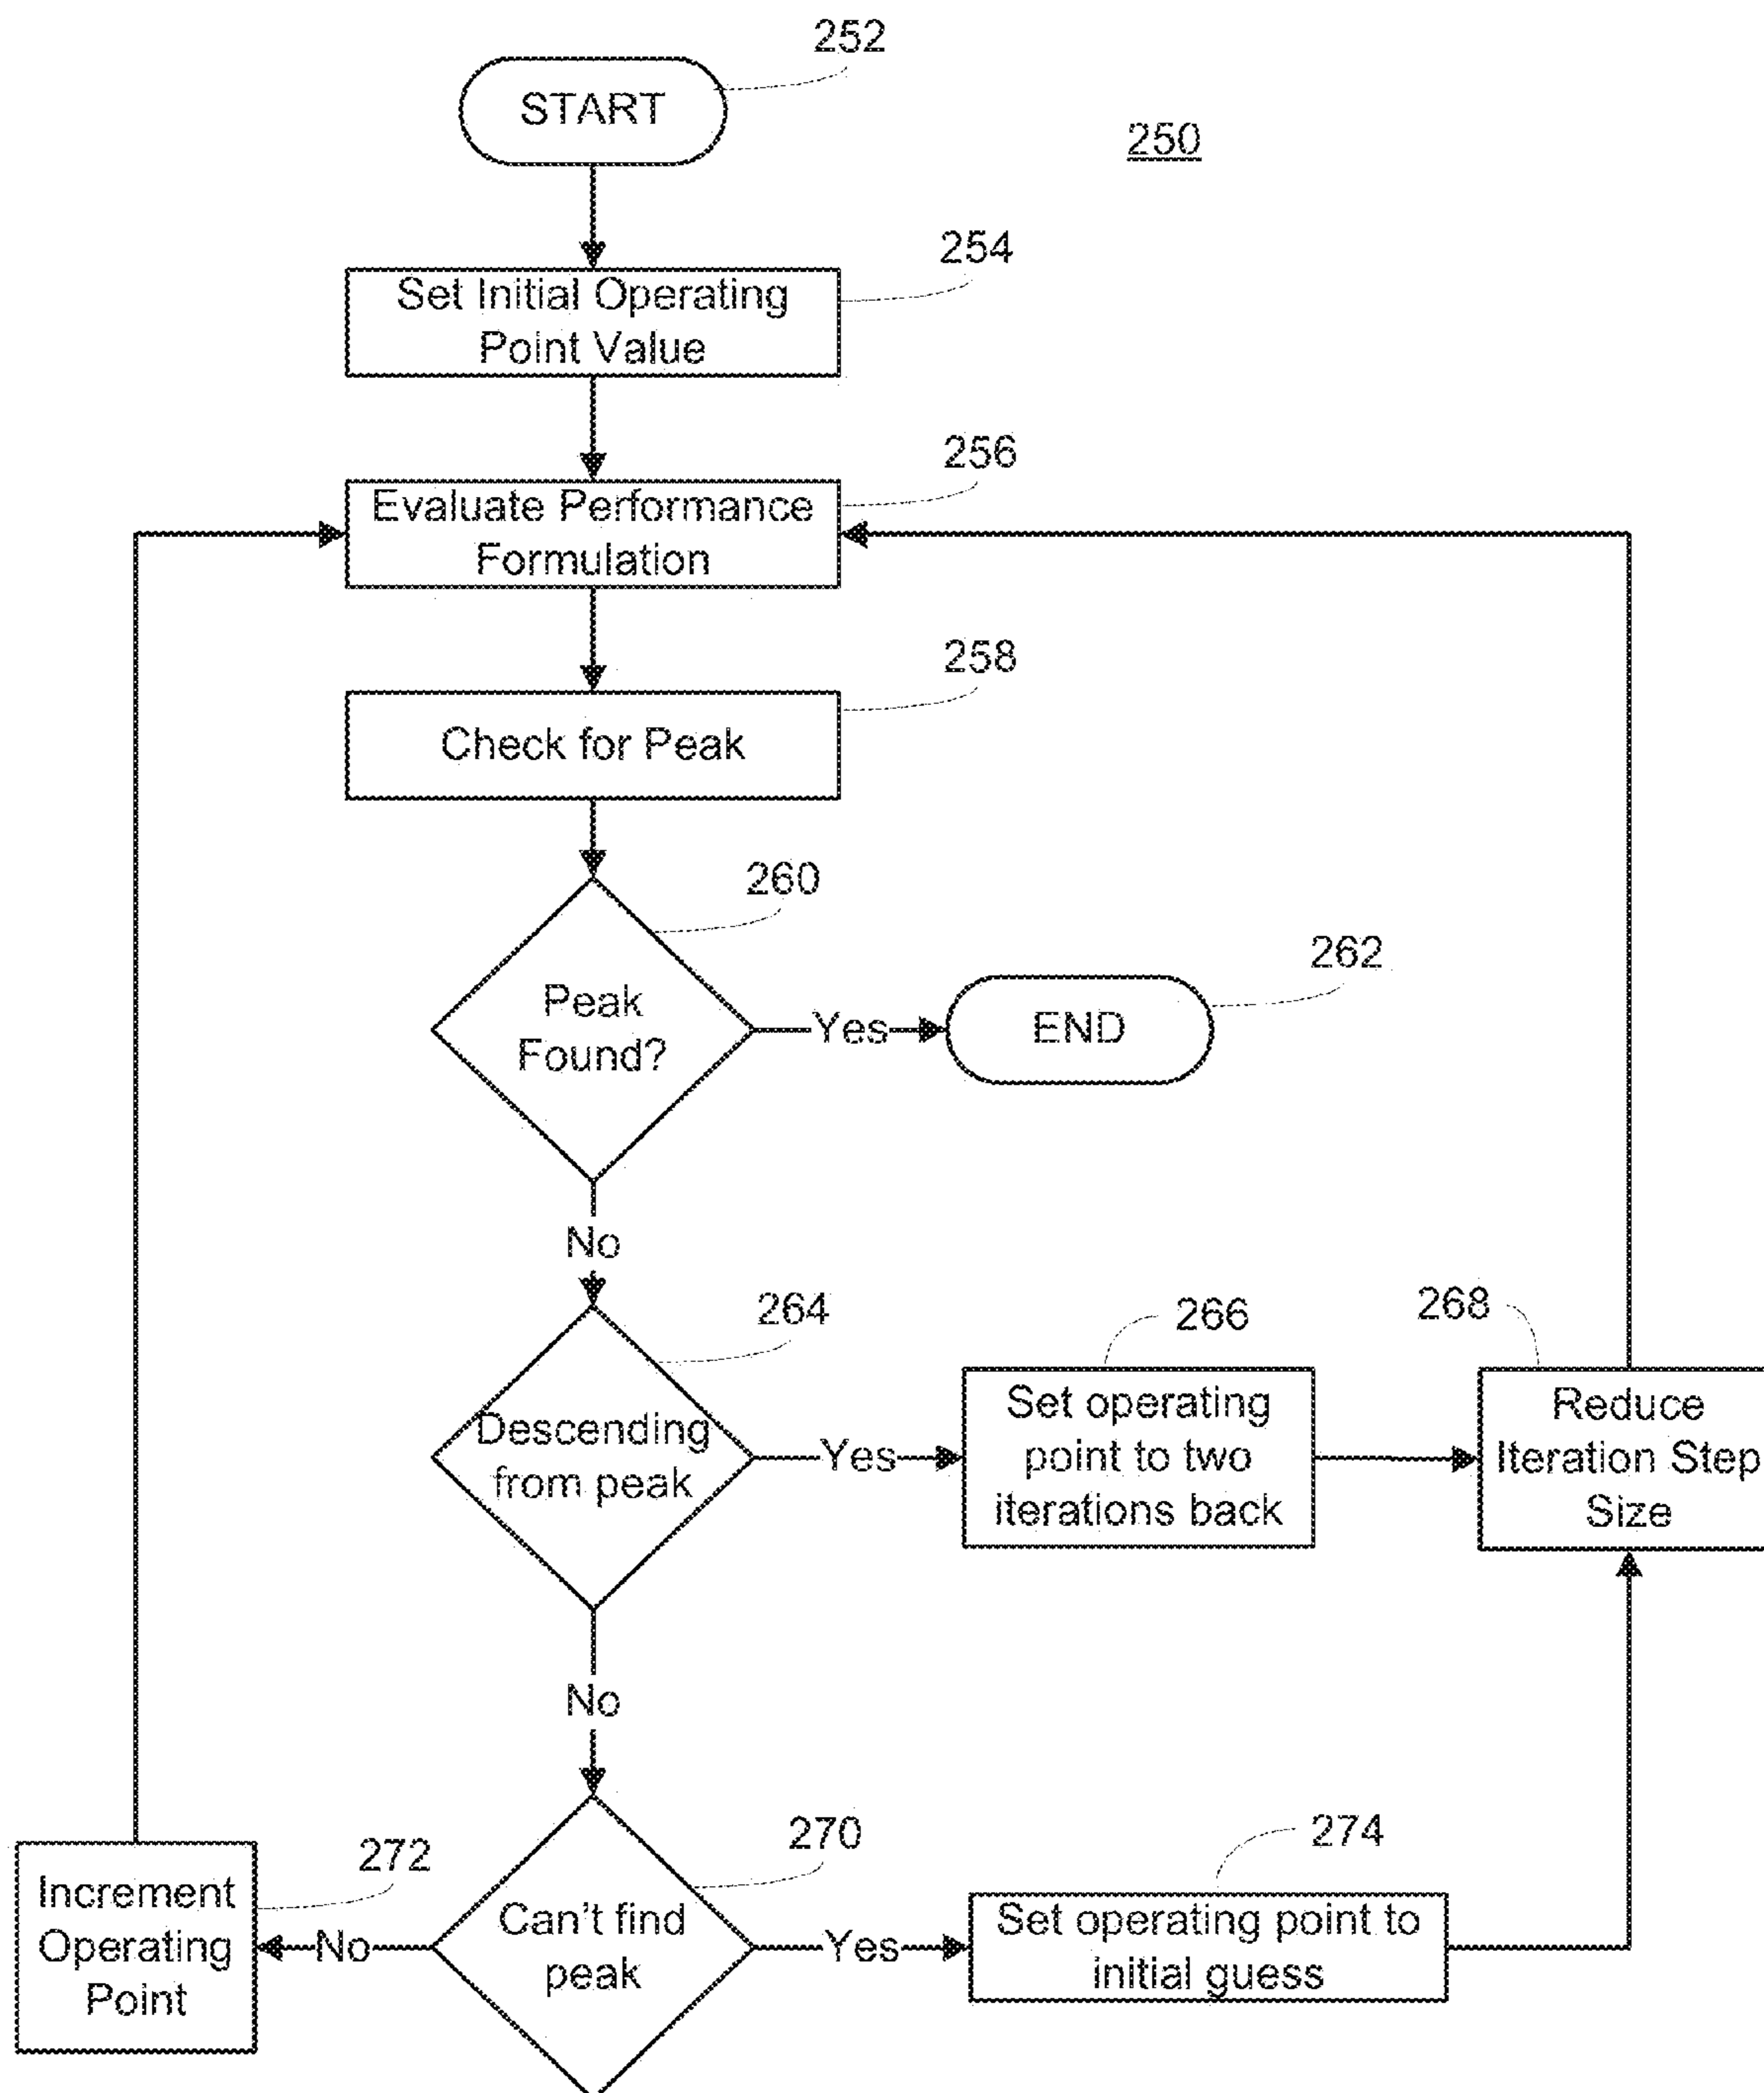 252
START
250
254
Set Initial Operating
Point Value
256
Evaluate Performance
Formulation
258
Check for Peak
260
Peak
Found?
Yes
262
END
No
264
Descending
from peak
Yes
266
Set operating
point to two
iterations back
268
Reduce
Iteration Step
Size
No
270
Can't find
peak
No
272
Increment
Operating
Point
Yes
274
Set operating point to
initial guess